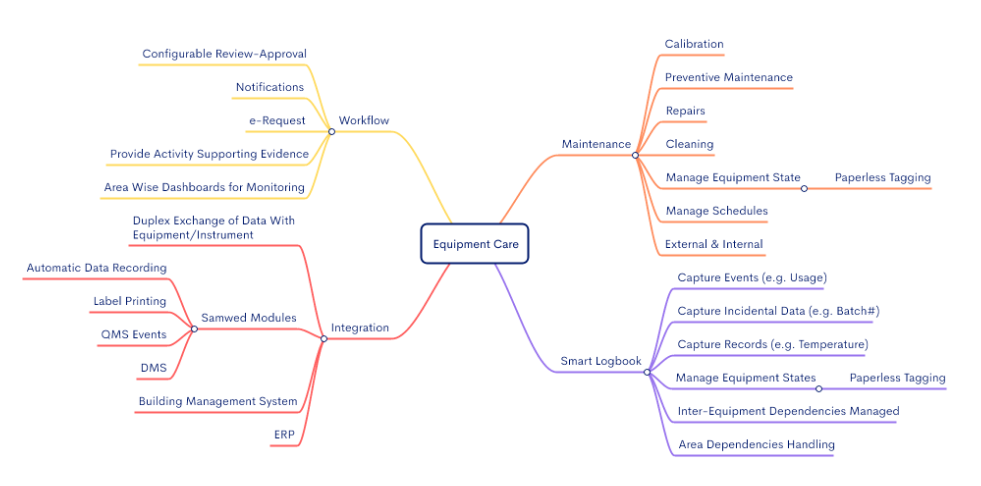 Configurable Review-Approval
Notifications
e-Request
Provide Activity Supporting Evidence
Area Wise Dashboards for Monitoring
Workflow
Duplex Exchange of Data With
Equipment/Instrument
Automatic Data Recording
Label Printing
QMS Events
DMS
Samwed Modules
Building Management System
ERP
Integration
Equipment Care
Maintenance
Calibration
Preventive Maintenance
Repairs
Cleaning
Manage Equipment State
Paperless Tagging
Manage Schedules
External & Internal
Smart Logbook
Capture Events (e.g. Usage)
Capture Incidental Data (e.g. Batch#)
Capture Records (e.g. Temperature)
Manage Equipment States
Paperless Tagging
Inter-Equipment Dependencies Managed
Area Dependencies Handling